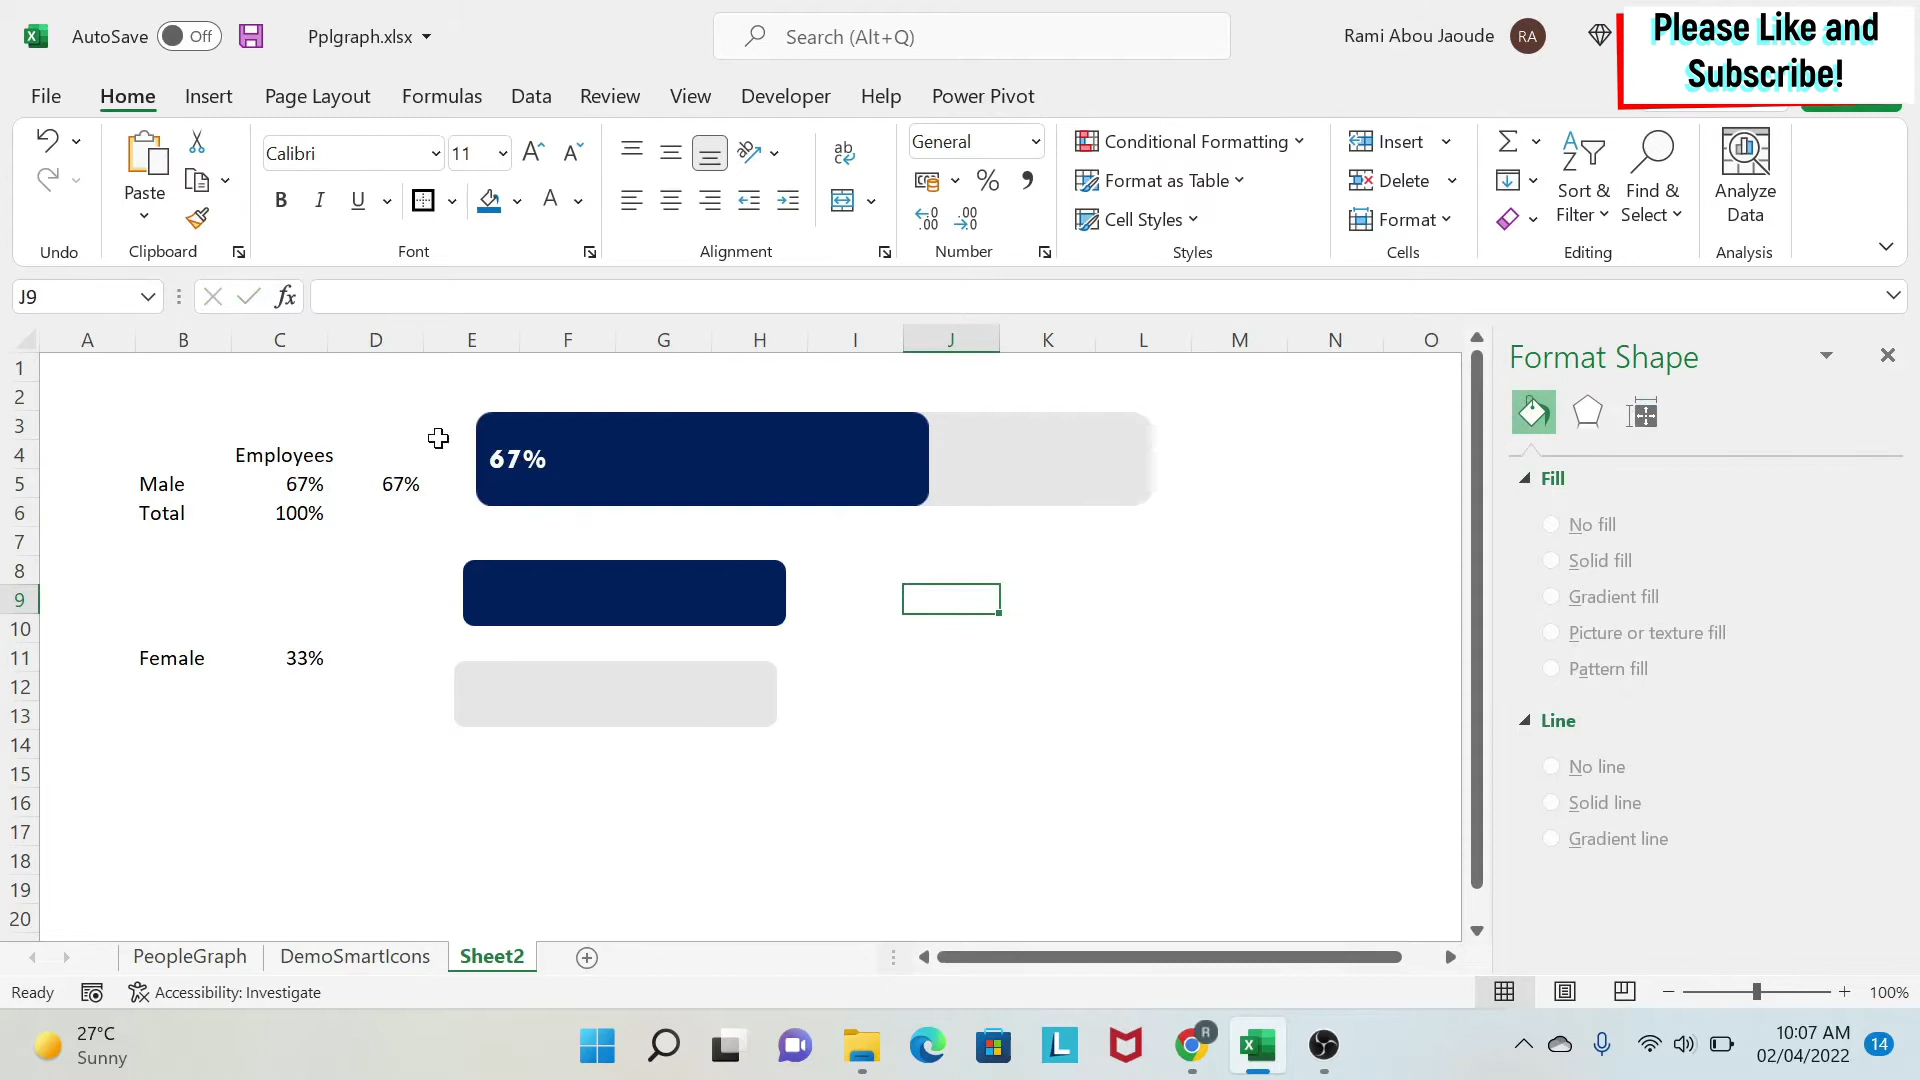 AutoSave Off Pplgraph.xlsx Search (Alt+Q) Rami Abou Jaoude RA
Please Like and
Subscribe!
File Home Insert Page Layout Formulas Data Review View Developer Help Power Pivot
Paste
Calibri 11
B I U A
ab
General
% ,
Conditional Formatting
Format as Table
Cell Styles
Insert
Delete
Format
Sort &
Filter
Find &
Select
Analyze
Data
Undo Clipboard Font Alignment Number Styles Cells Editing Analysis
J9 fx
A B C D E F G H I J K L M N O
1
2
3
4 Employees
5 Male 67% 67%
67%
6 Total 100%
7
8
9
10
11 Female 33%
12
13
14
15
16
17
18
19
20
Format Shape
Fill
No fill
Solid fill
Gradient fill
Picture or texture fill
Pattern fill
Line
No line
Solid line
Gradient line
PeopleGraph DemoSmartIcons Sheet2
Ready Accessibility: Investigate 100%
27°C
Sunny
L
R
10:07 AM
02/04/2022
14